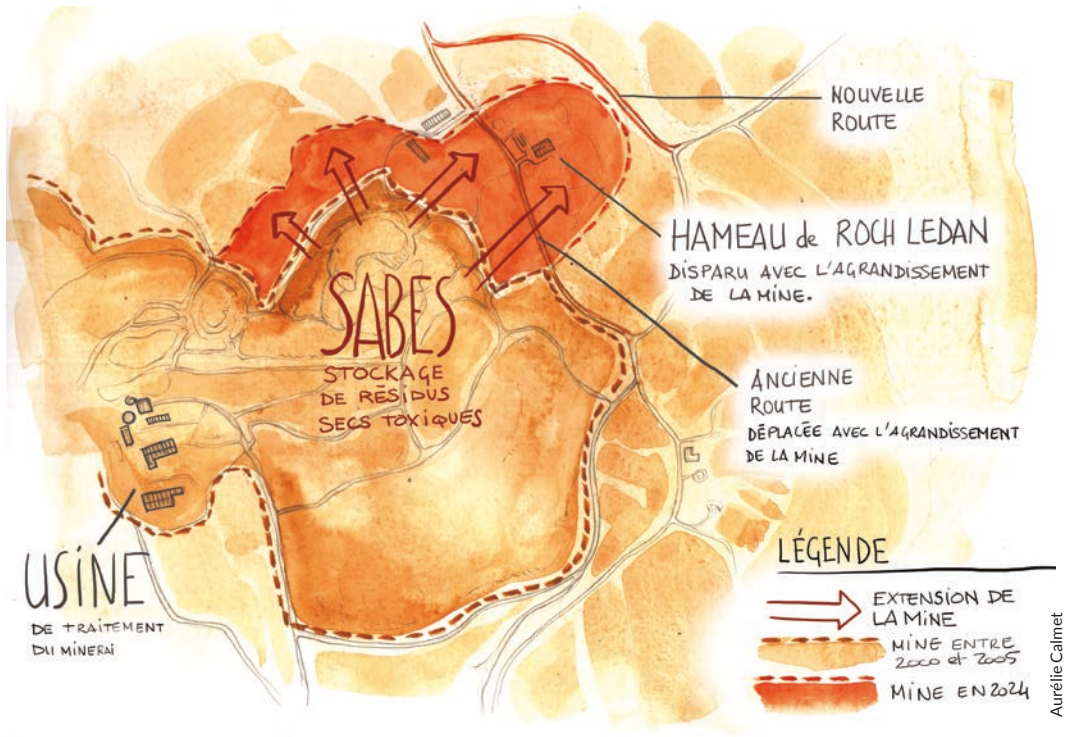 NOUVELLE
ROUTE
HAMEAU de ROCH LEDAN
DISPARU AVEC L'AGRANDISSEMENT
DE LA MINE.
SABES
STOCKAGE
DE RÉSIDUS
SECS TOXIQUES
ANCIENNE
ROUTE
DÉPLACÉE AVEC L'AGRANDISSEMENT
DE LA MINE
USINE
DE TRAITEMENT
DU MINERAI
LÉGENDE
EXTENSION DE
LA MINE
MINE ENTRE
2000 et 2005
MINE EN 2024
Aurélie Calmet